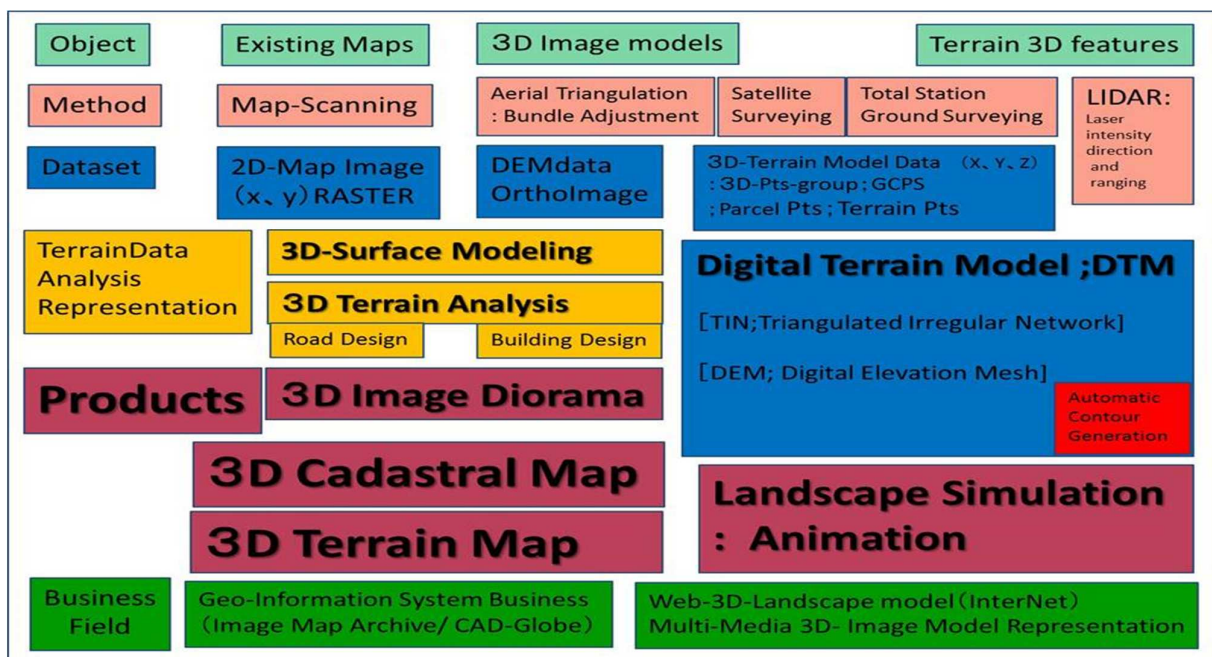 Object
Existing Maps
３D Image models
Terrain 3D features
Method
Map-Scanning
Aerial Triangulation
: Bundle Adjustment
Satellite
Surveying
Total Station
Ground Surveying
LIDAR:
Laser
intensity
direction
and
ranging
Dataset
2D-Map Image
(x、y)RASTER
DEMdata
OrthoImage
３D-Terrain Model Data （x、Y、Z）
：３D-Pts-group；GCPS
；Parcel Pts；Terrain Pts
TerrainData
Analysis
Representation
3D-Surface Modeling
３D Terrain Analysis
Road Design
Building Design
Digital Terrain Model ;DTM
[TIN;Triangulated Irregular Network]
[DEM; Digital Elevation Mesh]
Automatic
Contour
Generation
Products
３D Image Diorama
３D Cadastral Map
３D Terrain Map
Landscape Simulation
： Animation
Business
Field
Geo-Information System Business
（Image Map Archive/ CAD-Globe）
Web-3D-Landscape model（InterNet）
Multi-Media 3D- Image Model Representation